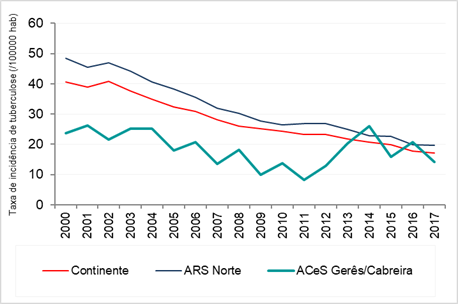 Taxa de incidência de tuberculose (/100000 hab)
60
50
40
30
20
10
0
2000 2001 2002 2003 2004 2005 2006 2007 2008 2009 2010 2011 2012 2013 2014 2015 2016 2017
Continente ARS Norte ACeS Gerês/Cabreira